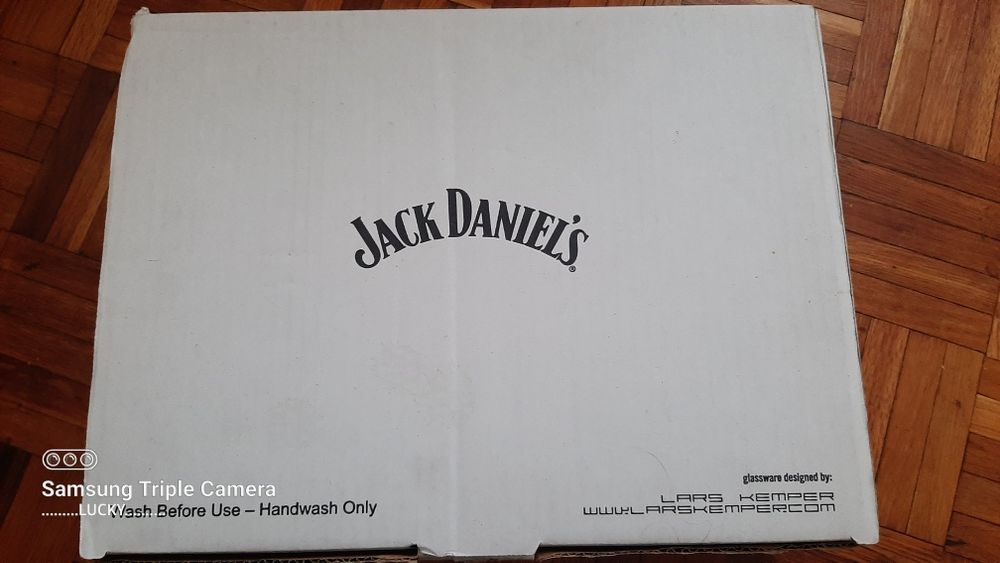 JACK DANIEL'S®
glassware designed by:
LARS KEMPER
WWW.LARSKEMPER.COM
Samsung Triple Camera
.........LUCKY........
Wash Before Use – Handwash Only